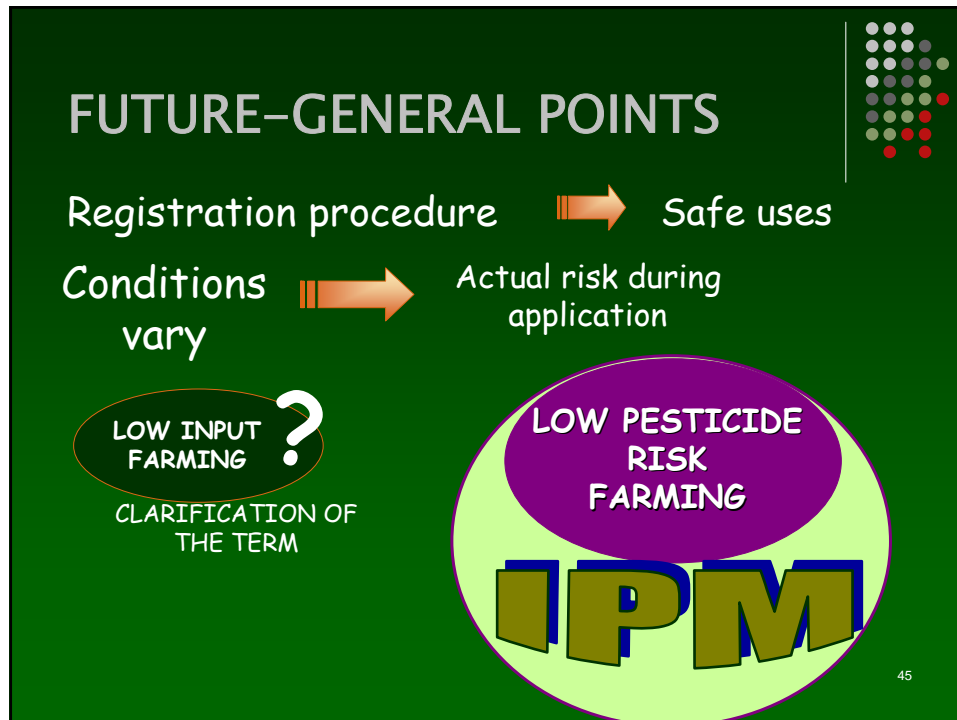 FUTURE-GENERAL POINTS
Registration procedure
Safe uses
Conditions
vary
Actual risk during
application
LOW INPUT
FARMING
?
CLARIFICATION OF
THE TERM
LOW PESTICIDE
RISK
FARMING
IPM
45